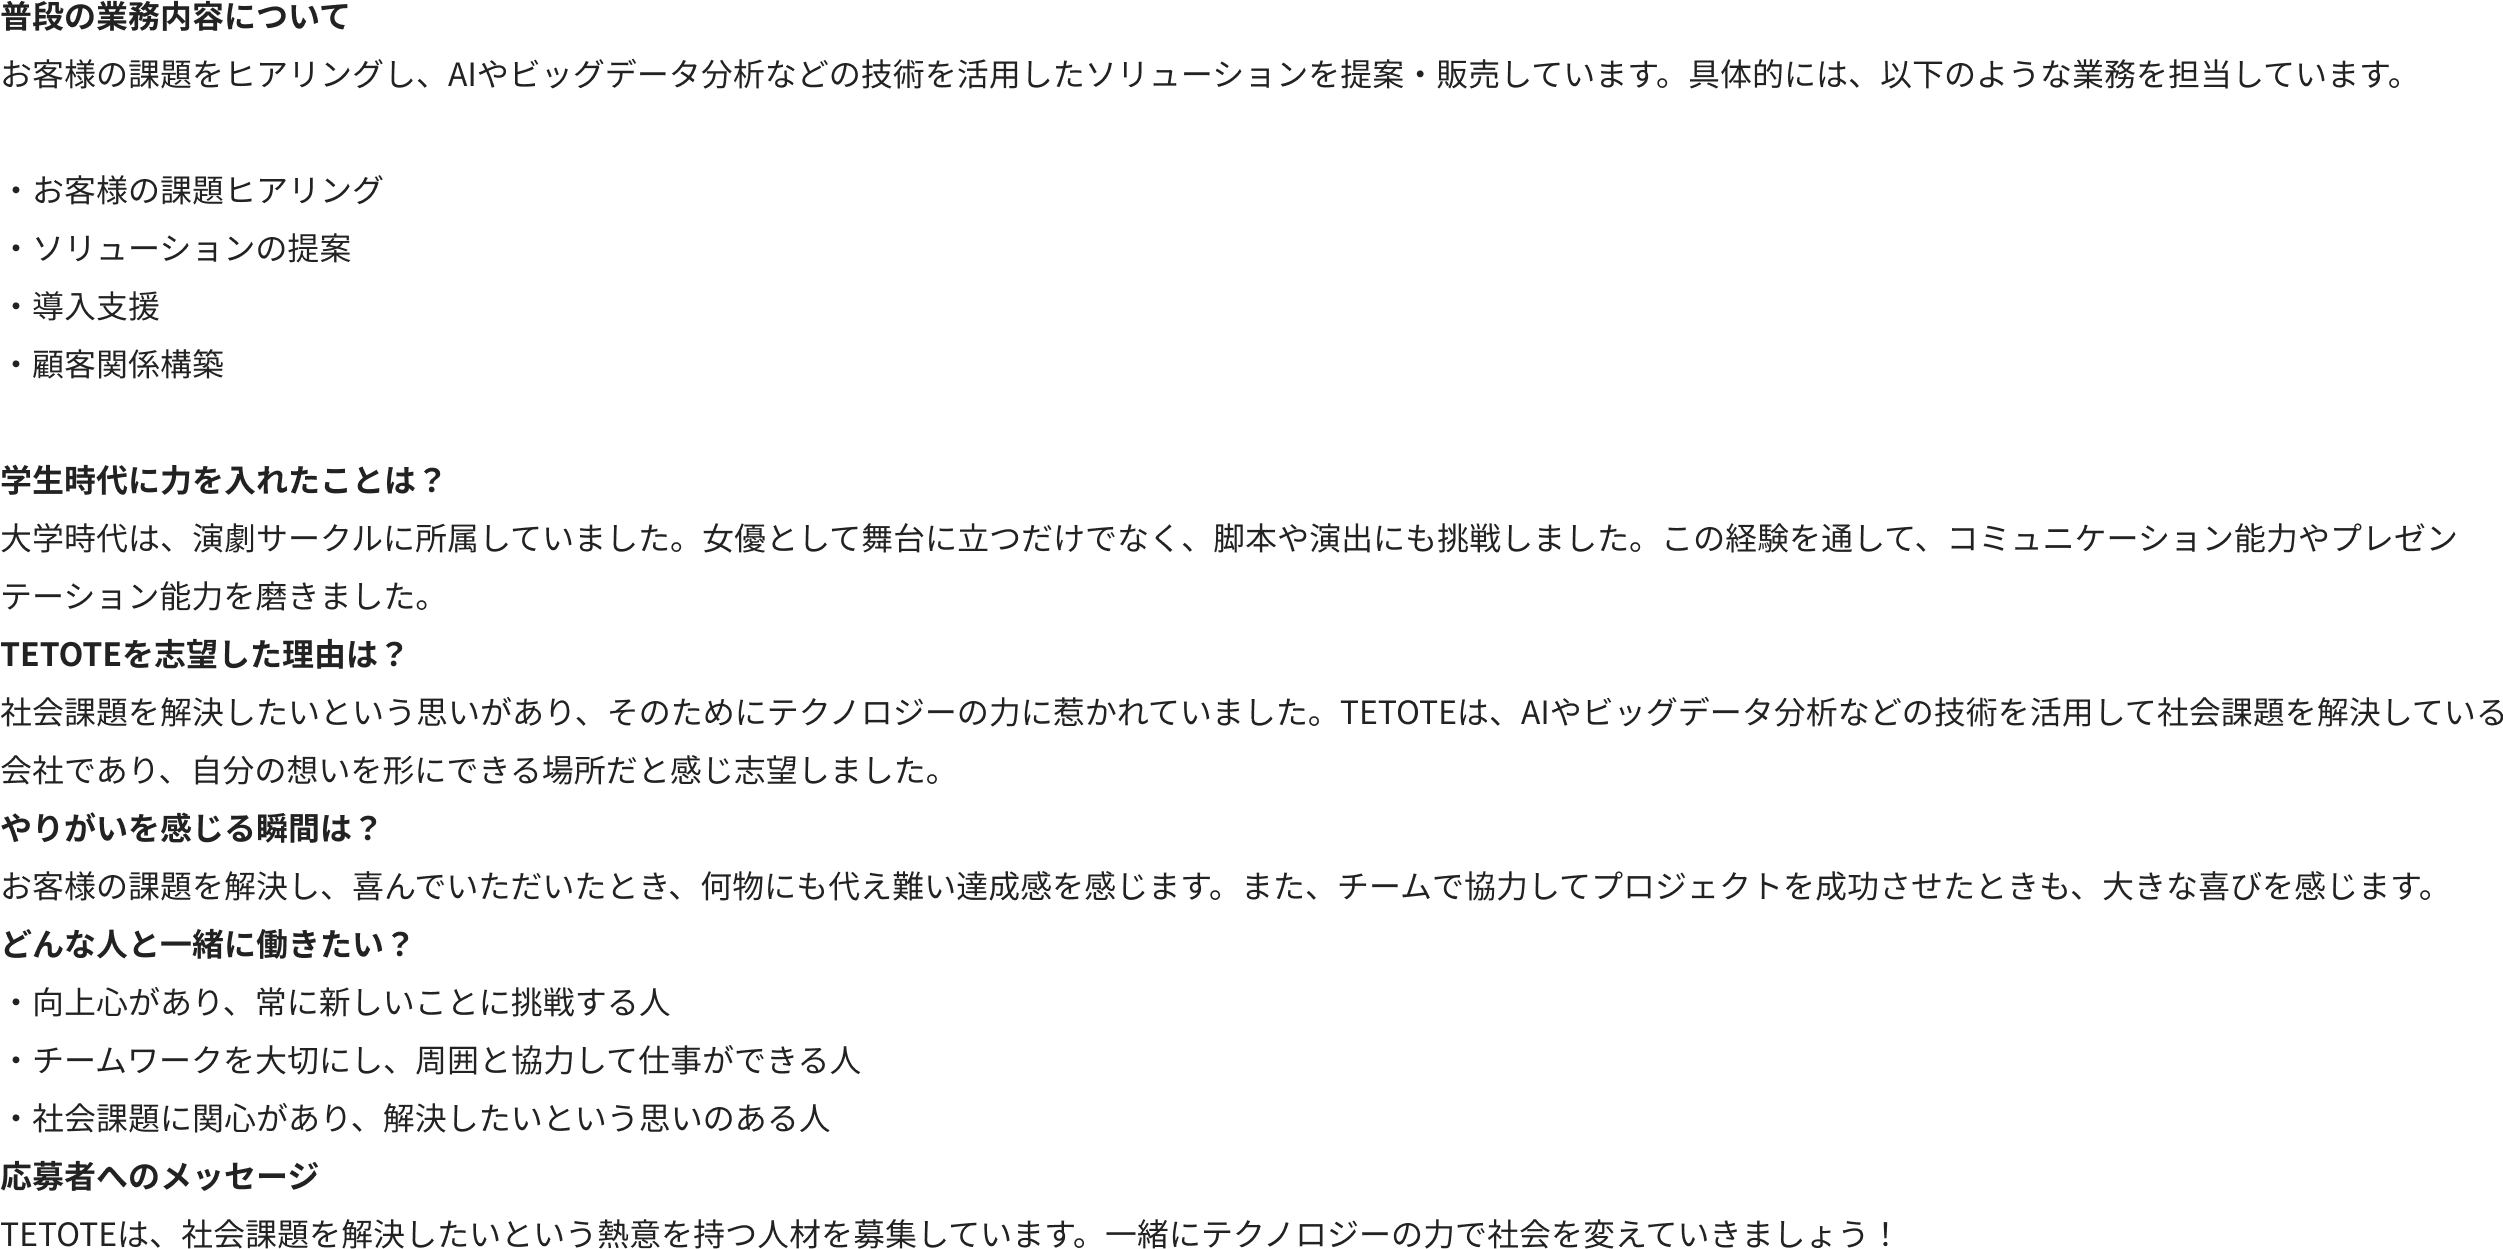 普段の業務内容について
お客様の課題をヒアリングし、AIやビッグデータ分析などの技術を活用したソリューションを提案・販売しています。具体的には、以下のような業務を担当しています。
・お客様の課題ヒアリング
・ソリューションの提案
・導入支援
・顧客関係構築
学生時代に力を入れたことは？
大学時代は、演劇サークルに所属していました。女優として舞台に立つだけでなく、脚本や演出にも挑戦しました。この経験を通して、コミュニケーション能力やプレゼン
テーション能力を磨きました。
TETOTEを志望した理由は？
社会課題を解決したいという思いがあり、そのためにテクノロジーの力に惹かれていました。TETOTEは、AIやビッグデータ分析などの技術を活用して社会課題を解決している
会社であり、自分の想いを形にできる場所だと感じ志望しました。
やりがいを感じる瞬間は？
お客様の課題を解決し、喜んでいただいたとき、何物にも代え難い達成感を感じます。また、チームで協力してプロジェクトを成功させたときも、大きな喜びを感じます。
どんな人と一緒に働きたい？
・向上心があり、常に新しいことに挑戦する人
・チームワークを大切にし、周囲と協力して仕事ができる人
・社会課題に関心があり、解決したいという思いのある人
応募者へのメッセージ
TETOTEは、社会課題を解決したいという熱意を持つ人材を募集しています。一緒にテクノロジーの力で社会を変えていきましょう！